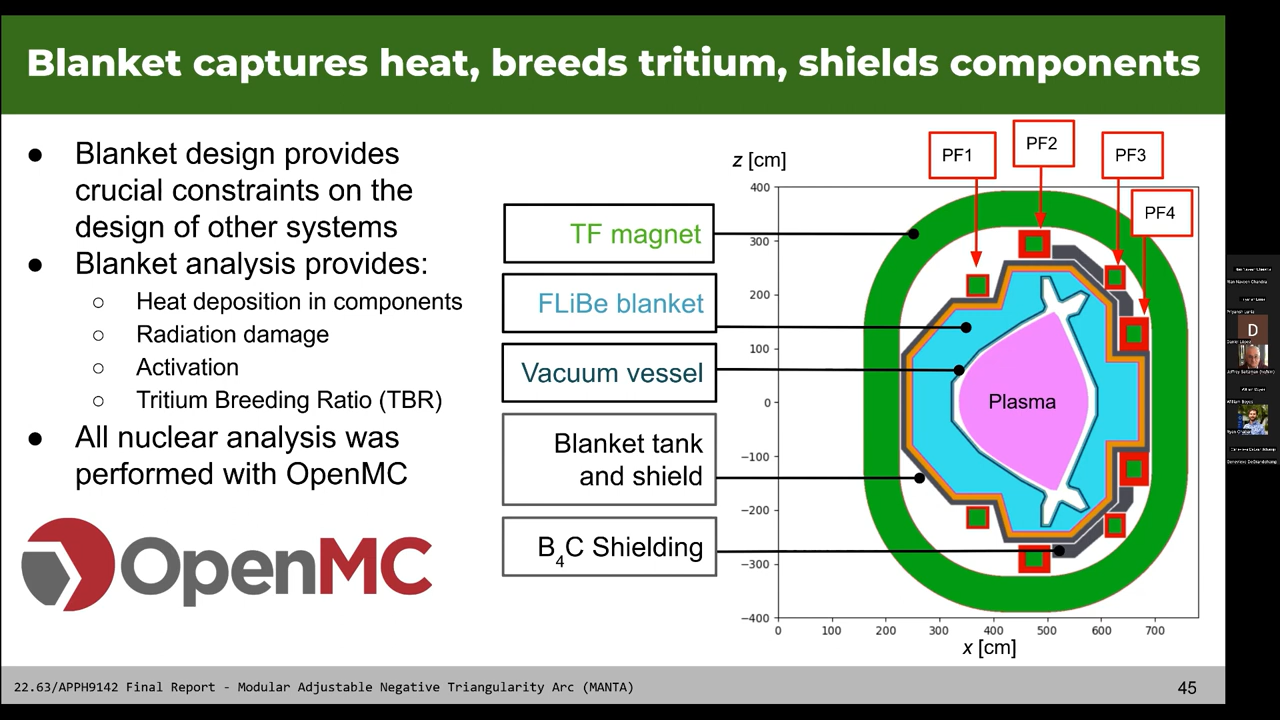 Blanket captures heat, breeds tritium, shields components
● Blanket design provides
crucial constraints on the
design of other systems
● Blanket analysis provides:
○ Heat deposition in components
○ Radiation damage
○ Activation
○ Tritium Breeding Ratio (TBR)
● All nuclear analysis was
performed with OpenMC
OpenMC
TF magnet
FLiBe blanket
Vacuum vessel
Blanket tank
and shield
B4C Shielding
z [cm]
PF1
PF2
PF3
PF4
400
300
200
100
0
−100
−200
−300
−400
Plasma
0 100 200 300 400 500 600 700
x [cm]
D
22.63/APPH9142 Final Report - Modular Adjustable Negative Triangularity Arc (MANTA)
45